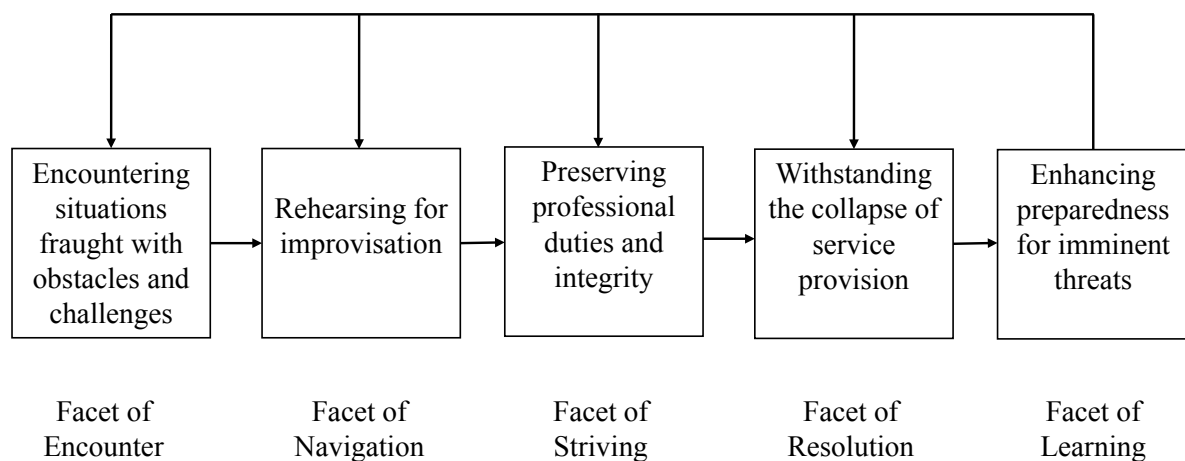 Encountering
situations
fraught with
obstacles and
challenges
Rehearsing for
improvisation
Preserving
professional
duties and
integrity
Withstanding
the collapse of
service
provision
Enhancing
preparedness
for imminent
threats
Facet of
Encounter
Facet of
Navigation
Facet of
Striving
Facet of
Resolution
Facet of
Learning